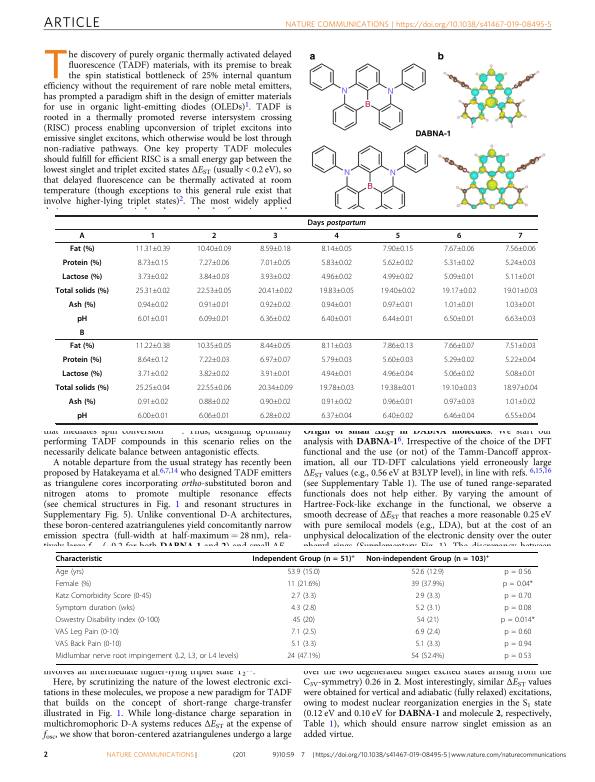 ARTICLE
NATURE COMMUNICATIONS | https://doi.org/10.1038/s41467-019-08495-5
The discovery of purely organic thermally activated delayed
fluorescence (TADF) materials, with its premise to break
the spin statistical bottleneck of 25% internal quantum
efficiency without the requirement of rare noble metal emitters,
has prompted a paradigm shift in the design of emitter materials
for use in organic light-emitting diodes (OLEDs)1. TADF is
rooted in a thermally promoted reverse intersystem crossing
(RISC) process enabling upconversion of triplet excitons into
emissive singlet excitons, which otherwise would be lost through
non-radiative pathways. One key property TADF molecules
should fulfill for efficient RISC is a small energy gap between the
lowest singlet and triplet excited states ΔEST (usually < 0.2 eV), so
that delayed fluorescence can be thermally activated at room
temperature (though exceptions to this general rule exist that
involve higher-lying triplet states)2. The most widely applied
a
b
N
N
B
DABNA-1
N
N
B
Days postpartum
A 1 2 3 4 5 6 7
Fat (%) 11.31±0.39 10.40±0.09 8.59±0.18 8.14±0.05 7.90±0.15 7.67±0.06 7.56±0.06
Protein (%) 8.73±0.15 7.27±0.06 7.01±0.05 5.83±0.02 5.62±0.02 5.31±0.02 5.24±0.03
Lactose (%) 3.73±0.02 3.84±0.03 3.93±0.02 4.96±0.02 4.99±0.02 5.09±0.01 5.11±0.01
Total solids (%) 25.31±0.02 22.53±0.05 20.41±0.02 19.83±0.05 19.40±0.02 19.17±0.02 19.01±0.03
Ash (%) 0.94±0.02 0.91±0.01 0.92±0.02 0.94±0.01 0.97±0.01 1.01±0.01 1.03±0.01
pH 6.01±0.01 6.09±0.01 6.36±0.02 6.40±0.01 6.44±0.01 6.50±0.01 6.63±0.03
B
Fat (%) 11.22±0.38 10.35±0.05 8.44±0.05 8.11±0.03 7.86±0.13 7.66±0.07 7.51±0.03
Protein (%) 8.64±0.12 7.22±0.03 6.97±0.07 5.79±0.03 5.60±0.03 5.29±0.02 5.22±0.04
Lactose (%) 3.71±0.02 3.82±0.02 3.91±0.01 4.94±0.01 4.96±0.04 5.06±0.02 5.08±0.01
Total solids (%) 25.25±0.04 22.55±0.06 20.34±0.09 19.78±0.03 19.38±0.01 19.10±0.03 18.97±0.04
Ash (%) 0.91±0.02 0.88±0.02 0.90±0.01 0.91±0.02 0.96±0.01 0.97±0.03 1.01±0.02
pH 6.00±0.01 6.06±0.01 6.28±0.02 6.37±0.04 6.40±0.02 6.46±0.04 6.55±0.04
that mediates spin conversion. Thus, designing optimally
performing TADF compounds in this scenario relies on the
necessarily delicate balance between antagonistic effects.
A notable departure from the usual strategy has recently been
proposed by Hatakeyama et al.6,7,14 who designed TADF emitters
as triangulene cores incorporating ortho-substituted boron and
nitrogen atoms to promote multiple resonance effects
(see chemical structures in Fig. 1 and resonant structures in
Supplementary Fig. 5). Unlike conventional D-A systems,
these boron-centered azatriangulenes yield concomitantly narrow
emission spectra (full-width at half-maximum = 28 nm), rela-
Origin of small ΔEST in DABNA molecules. We start our
analysis with DABNA-16. Irrespective of the choice of the DFT
functional and the use (or not) of the Tamm-Dancoff approx-
imation, all our TD-DFT calculations yield erroneously large
ΔEST values (e.g., 0.56 eV at B3LYP level), in line with refs. 6,15,16
(see Supplementary Table 1). The use of tuned range-separated
functionals does not help either. By varying the amount of
Hartree-Fock-like exchange in the functional, we observe a
smooth decrease of ΔEST that reaches a more reasonable 0.25 eV
with pure semilocal models (e.g., LDA), but at the cost of an
unphysical delocalization of the electronic density over the outer
Characteristic Independent Group (n = 51)+ Non-independent Group (n = 103)+
Age (yrs) 53.9 (15.0) 52.6 (12.9) p = 0.56
Female (%) 11 (21.6%) 39 (37.9%) p = 0.04*
Katz Comorbidity Score (0-45) 2.7 (3.3) 2.9 (3.3) p = 0.70
Symptom duration (wks) 4.3 (2.8) 5.2 (3.1) p = 0.08
Oswestry Disability index (0-100) 45 (20) 54 (21) p = 0.014*
VAS Leg Pain (0-10) 7.1 (2.5) 6.9 (2.4) p = 0.60
VAS Back Pain (0-10) 5.1 (3.3) 5.1 (3.3) p = 0.94
Midlumbar nerve root impingement (L2, L3, or L4 levels) 24 (47.1%) 54 (52.4%) p = 0.53
involves an intermediate higher-lying triplet state T2
Here, by scrutinizing the nature of the lowest electronic exci-
tations in these molecules, we propose a new paradigm for TADF
that builds on the concept of short-range charge-transfer
illustrated in Fig. 1. While long-distance charge separation in
multichromophoric D-A systems reduces ΔEST at the expense of
fosc, we show that boron-centered azatriangulenes undergo a large
over the two degenerated singlet excited states arising from the
C3V-symmetry) 0.26 in 2. Most interestingly, similar ΔEST values
were obtained for vertical and adiabatic (fully relaxed) excitations,
owing to modest nuclear reorganization energies in the S1 state
(0.12 eV and 0.10 eV for DABNA-1 and molecule 2, respectively,
Table 1), which should ensure narrow singlet emission as an
added virtue.
2 NATURE COMMUNICATIONS| (201 9)10:59 7 |https://doi.org/10.1038/s41467-019-08495-5|www.nature.com/naturecommunications